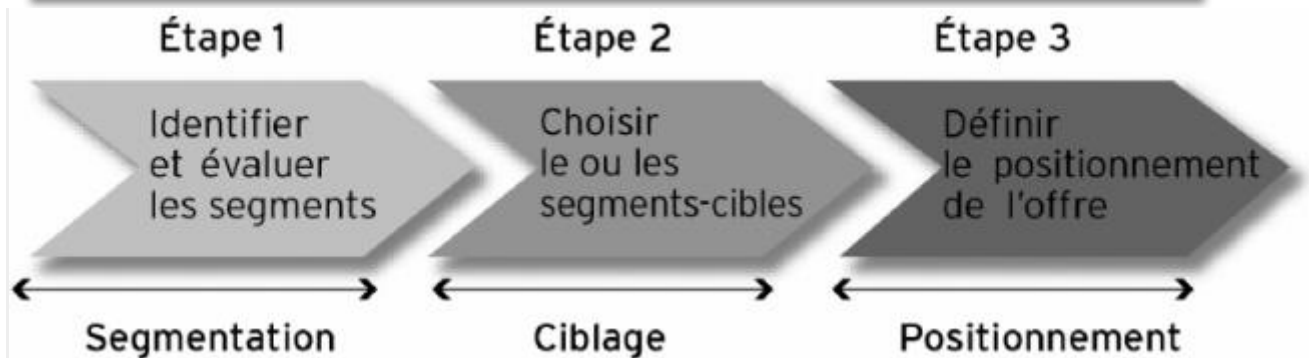 Étape 1
Étape 2
Étape 3
Identifier
et évaluer
les segments
Choisir
le ou les
segments-cibles
Définir
le positionnement
de l'offre
Segmentation
Ciblage
Positionnement